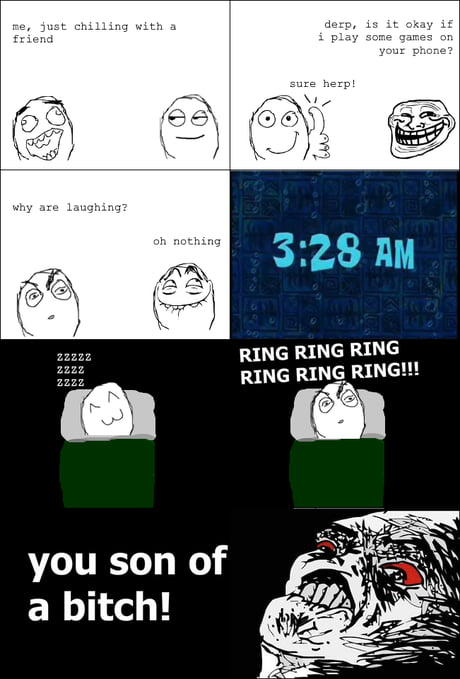 me, just chilling with a
friend
derp, is it okay if
i play some games on
your phone?
sure herp!
why are laughing?
oh nothing
3:28 AM
zzzzz
zzzz
zzzz
RING RING RING
RING RING RING!!!
you son of
a bitch!